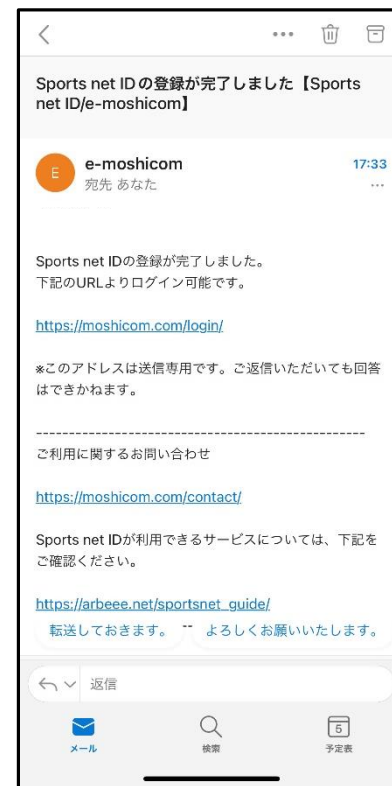 Sports net IDの登録が完了しました【Sports
net ID/e-moshicom】
E
e-moshicom
17:33
宛先 あなた
Sports net IDの登録が完了しました。
下記のURLよりログイン可能です。
https://moshicom.com/login/
※このアドレスは送信専用です。ご返信いただいても回答
はできかねます。
--------------------------------------------------
ご利用に関するお問い合わせ
https://moshicom.com/contact/
Sports net IDが利用できるサービスについては、下記を
ご確認ください。
https://arbeee.net/sportsnet_guide/
転送しておきます。
よろしくお願いいたします。
返信
5
メール
検索
予定表